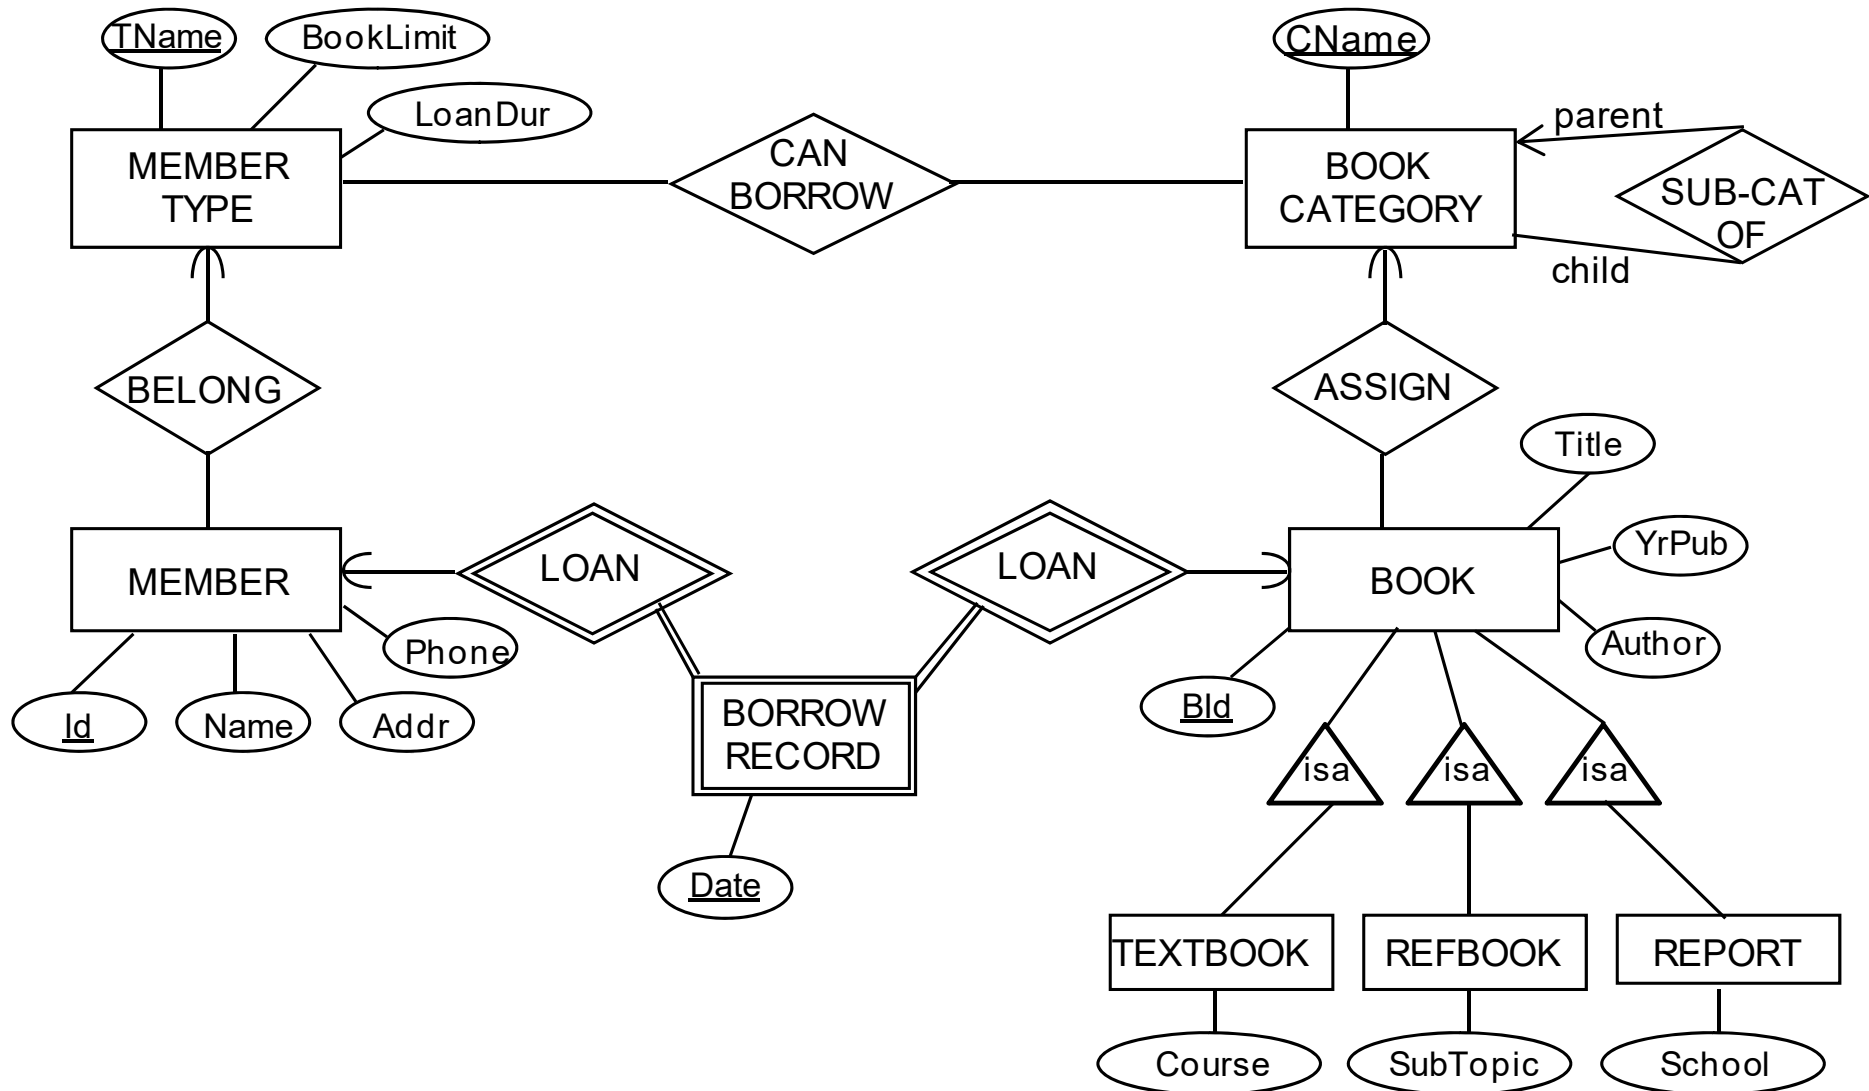 TName
BookLimit
CName
LoanDur
parent
MEMBER
TYPE
CAN
BORROW
BOOK
CATEGORY
SUB-CAT
OF
child
BELONG
ASSIGN
Title
YrPub
MEMBER
LOAN
LOAN
BOOK
Author
Phone
Id
Name
Addr
BORROW
RECORD
BId
isa
isa
isa
Date
TEXTBOOK
REFBOOK
REPORT
Course
SubTopic
School